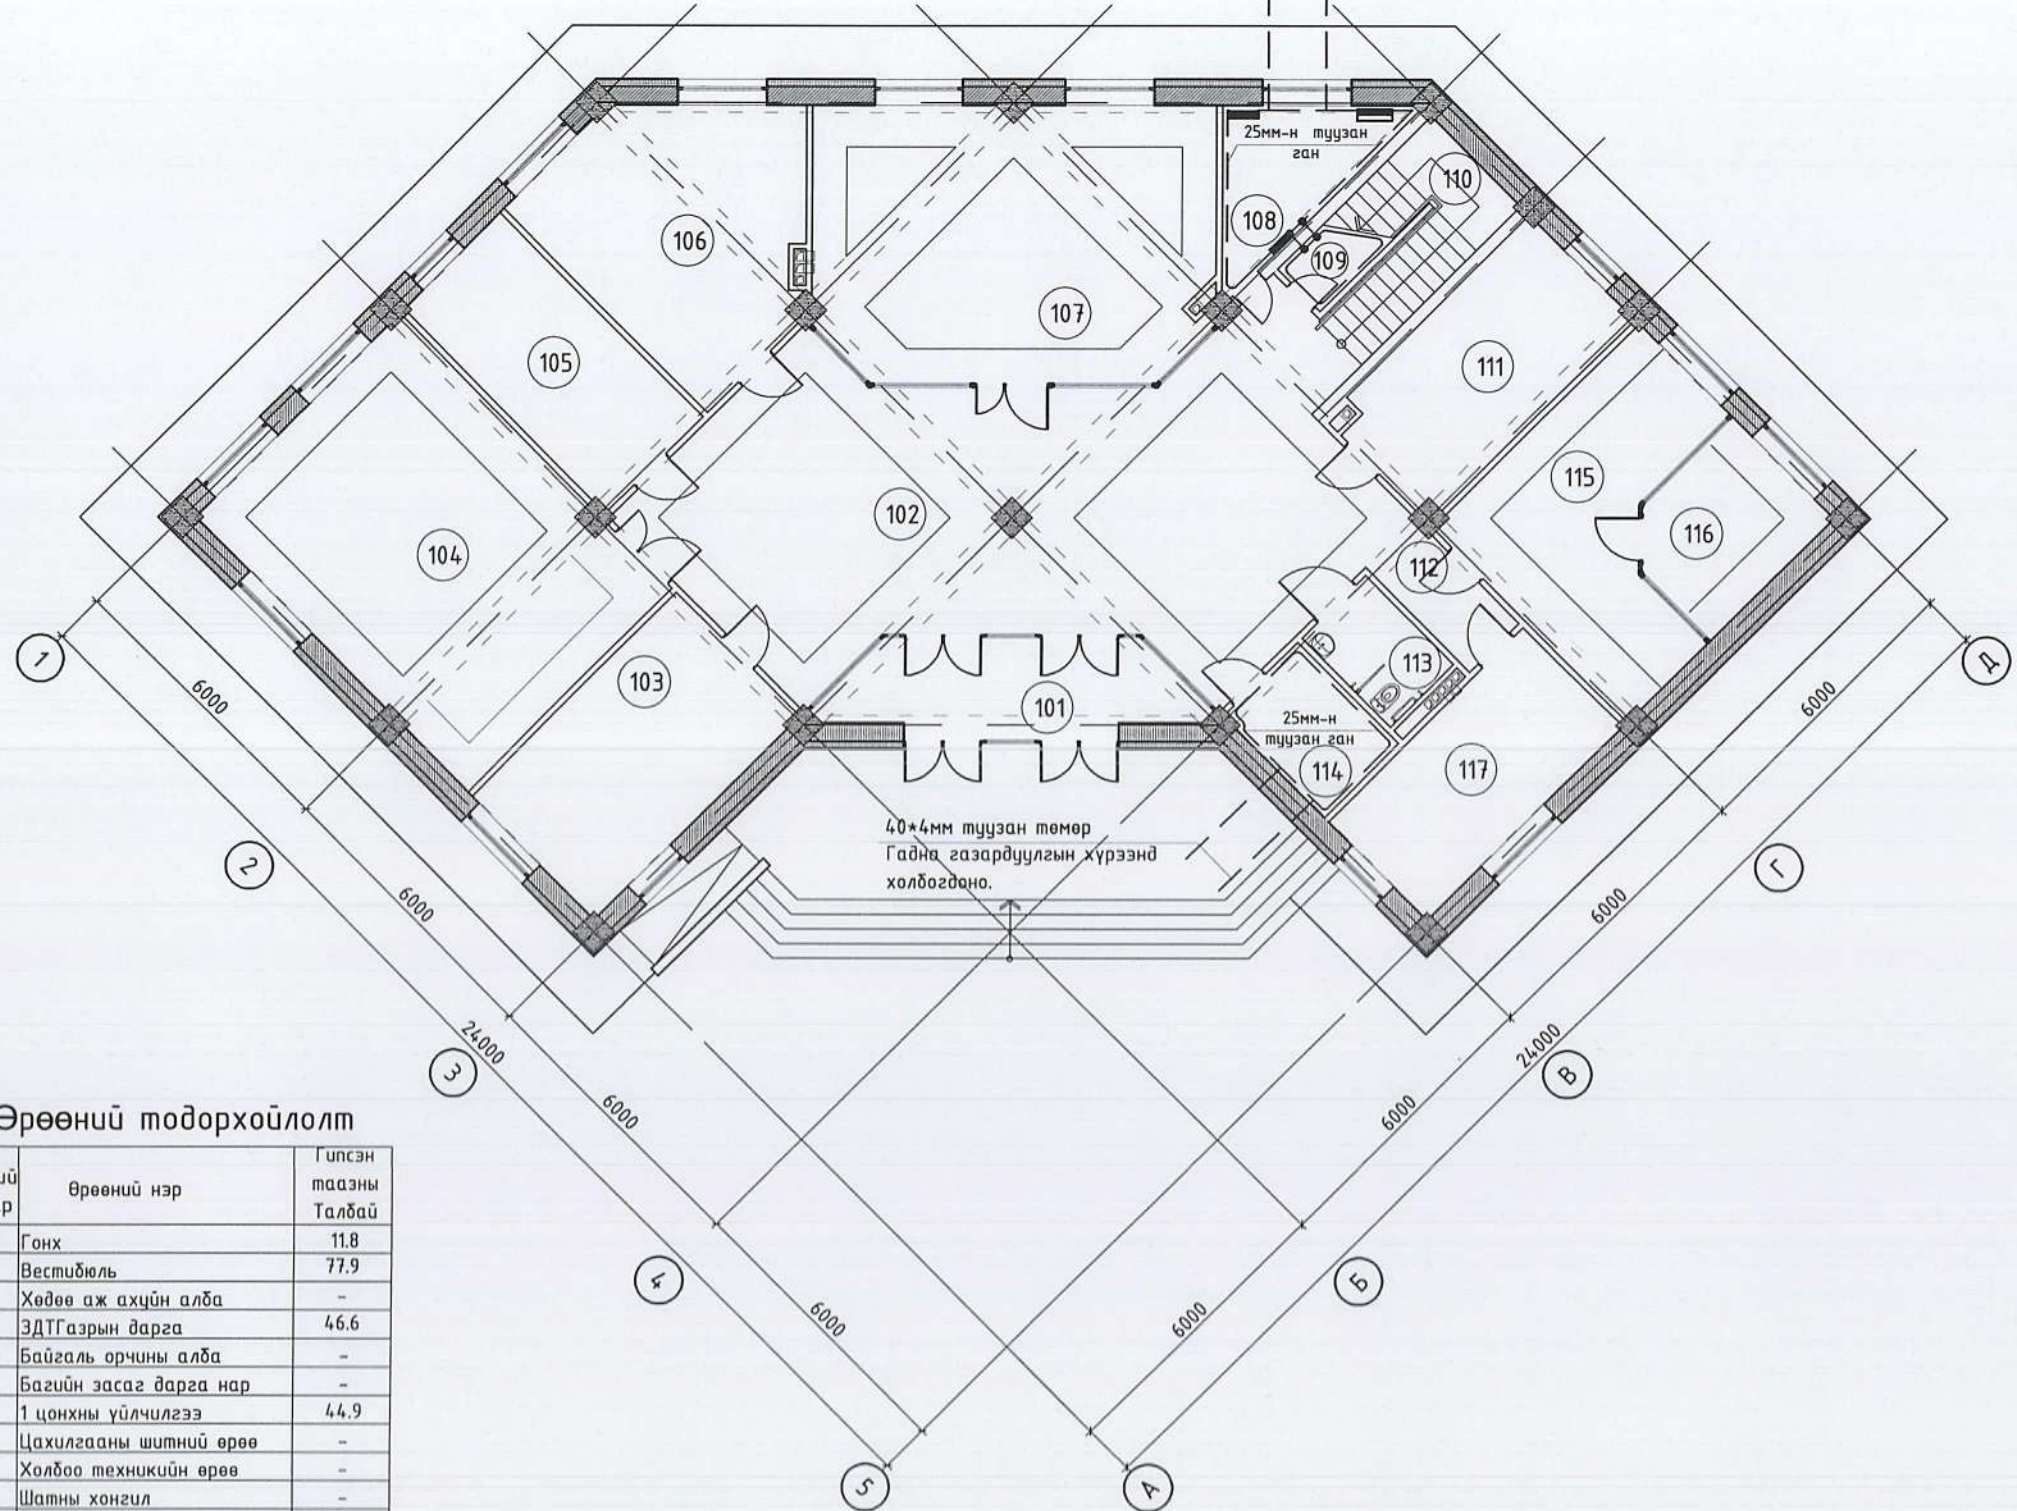 25мм-н туузан
ган
110
106
108
109
107
105
111
115
102
104
116
112
1
103
113
Д
101
6000
6000
25мм-н
туузан ган
114
117
40*4мм туузан төмөр
Гадна газардуулгын хүрээнд
холбогдоно.
2
Г
6000
6000
24000
24000
3
В
6000
6000
Өрөөний тодорхойлолт
Өрөөний нэр
Гипсэн
таазны
Талбай
Гонх 11.8
Вестибюль 77.9
Хөдөө аж ахуйн алба -
ЗДТГазрын дарга 46.6
Байгаль орчины алба -
Багийн засаг дарга нар -
1 цонхны үйлчилгээ 44.9
Цахилгааны шитний өрөө -
Холбоо техникийн өрөө -
Шатны хонгил -
4
Б
6000
6000
5
А